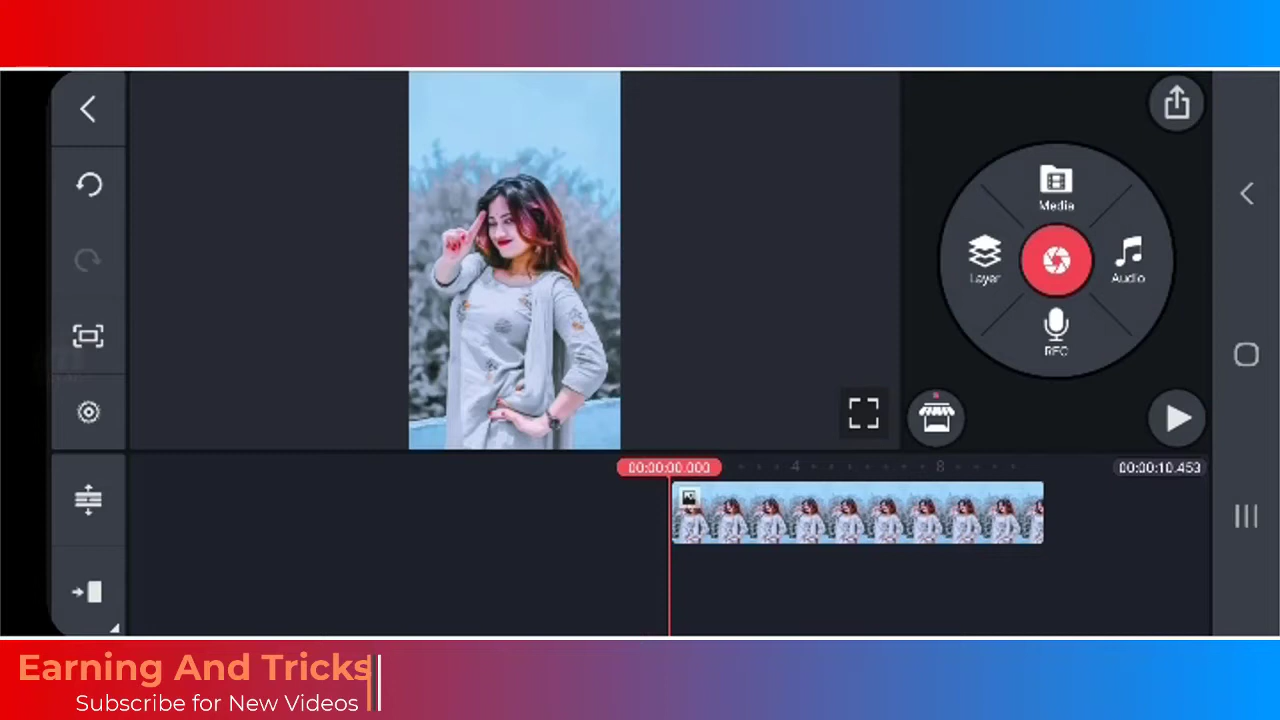 Media
Layer
Audio
REC
00:00:00.000
4
8
00:00:10.453
Earning And Tricks
Subscribe for New Videos